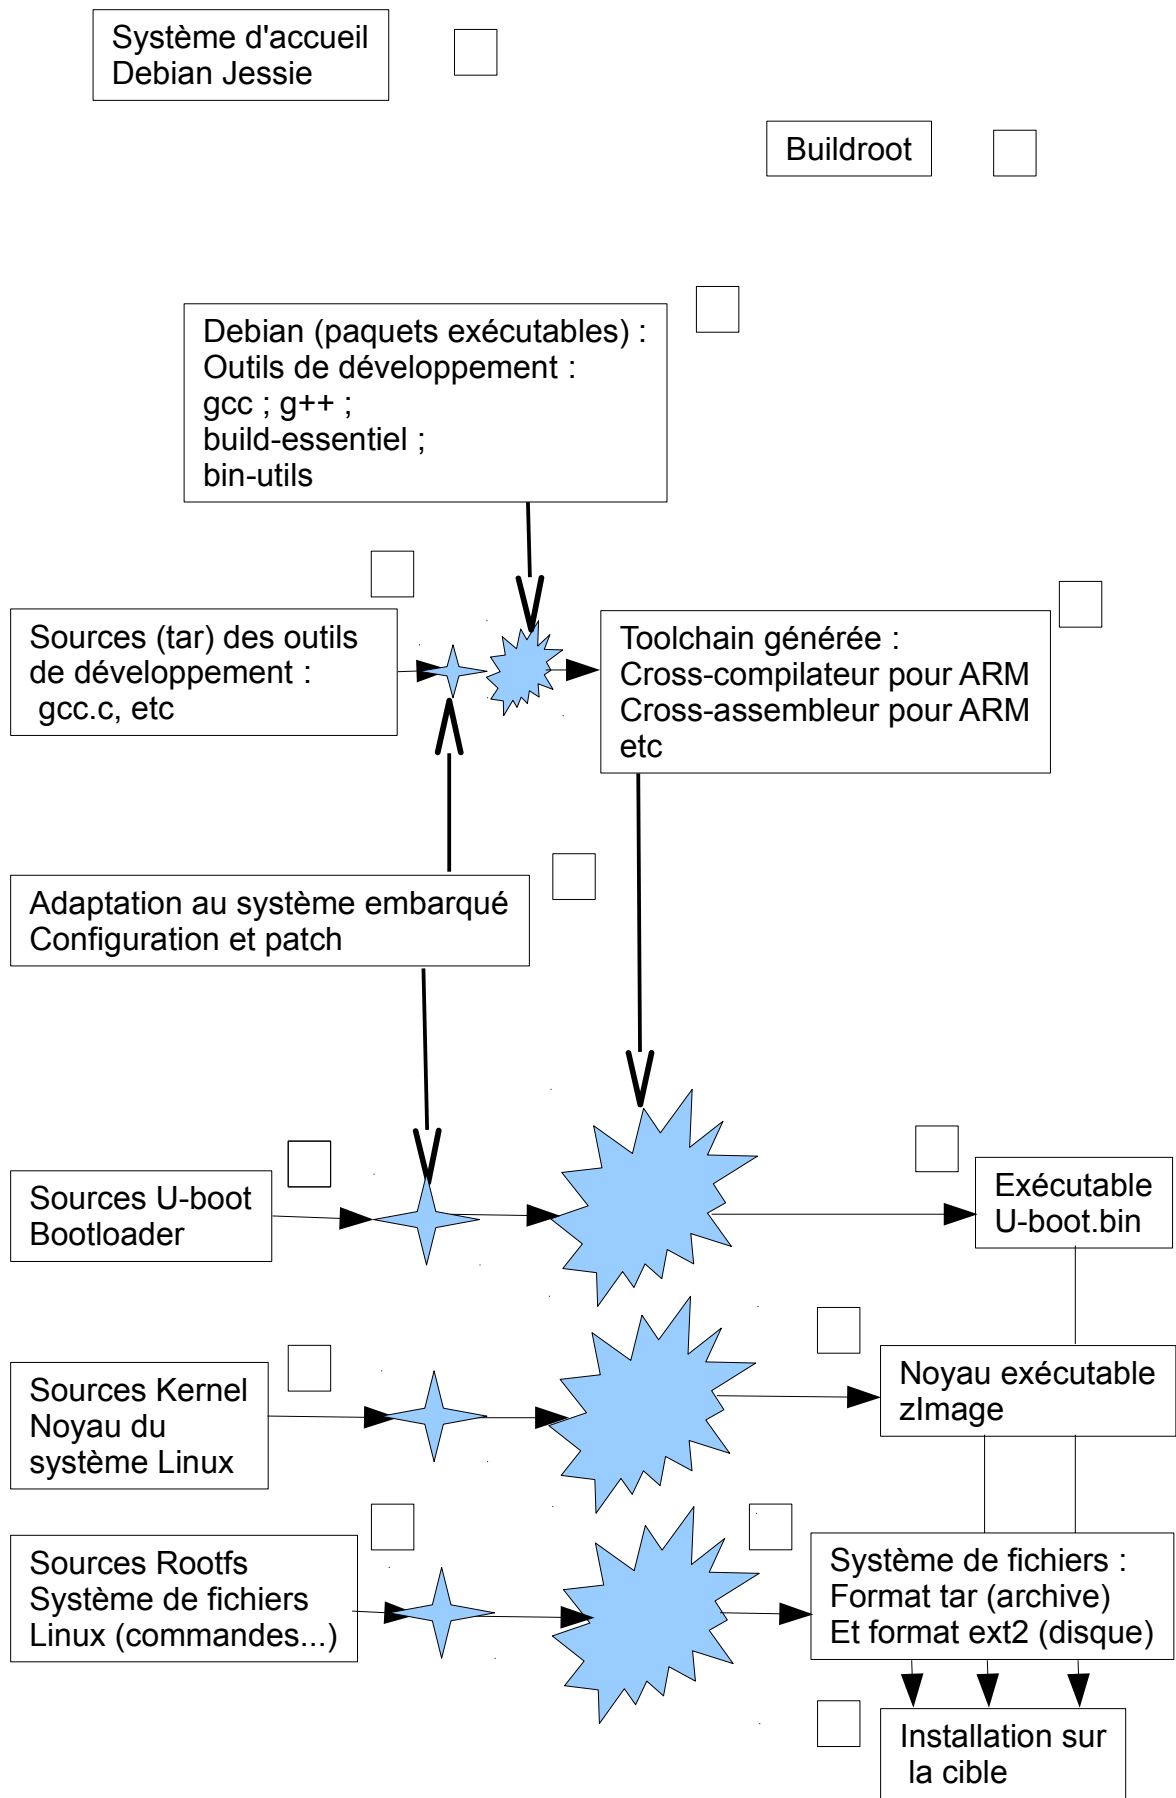 Système d'accueil
Debian Jessie
Buildroot
Debian (paquets exécutables) :
Outils de développement :
gcc ; g++ ;
build-essentiel ;
bin-utils
Sources (tar) des outils
de développement :
gcc.c, etc
Toolchain générée :
Cross-compilateur pour ARM
Cross-assembleur pour ARM
etc
Adaptation au système embarqué
Configuration et patch
Sources U-boot
Bootloader
Exécutable
U-boot.bin
Sources Kernel
Noyau du
système Linux
Noyau exécutable
zImage
Sources Rootfs
Système de fichiers
Linux (commandes...)
Système de fichiers :
Format tar (archive)
Et format ext2 (disque)
Installation sur
la cible